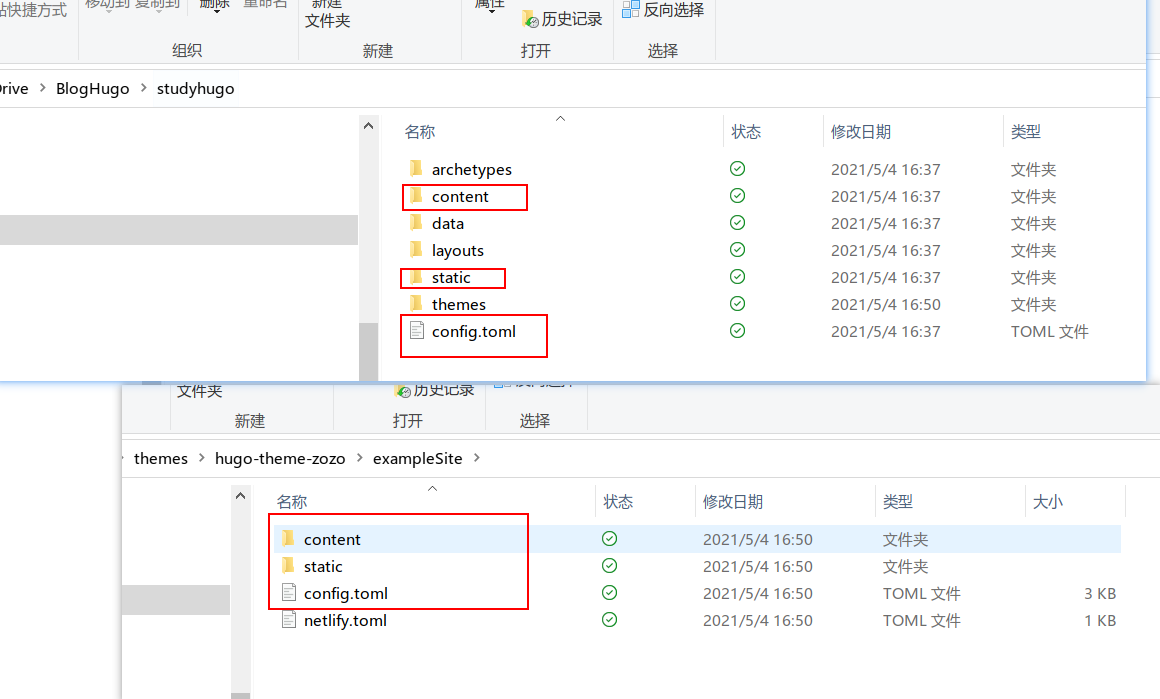 站快捷方式 移动到 复制到 删除 重命名 新建 属性 反向选择
文件夹 历史记录
组织 新建 打开 选择
BlogHugo studyhugo
名称 状态 修改日期 类型
archetypes 2021/5/4 16:37 文件夹
content 2021/5/4 16:37 文件夹
data 2021/5/4 16:37 文件夹
layouts 2021/5/4 16:37 文件夹
static 2021/5/4 16:37 文件夹
themes 2021/5/4 16:50 文件夹
config.toml 2021/5/4 16:37 TOML 文件
文件夹 历史记录 反向选择
新建 打开 选择
themes hugo-theme-zozo exampleSite
名称 状态 修改日期 类型 大小
content 2021/5/4 16:50 文件夹
static 2021/5/4 16:50 文件夹
config.toml 2021/5/4 16:50 TOML 文件 3 KB
netlify.toml 2021/5/4 16:50 TOML 文件 1 KB